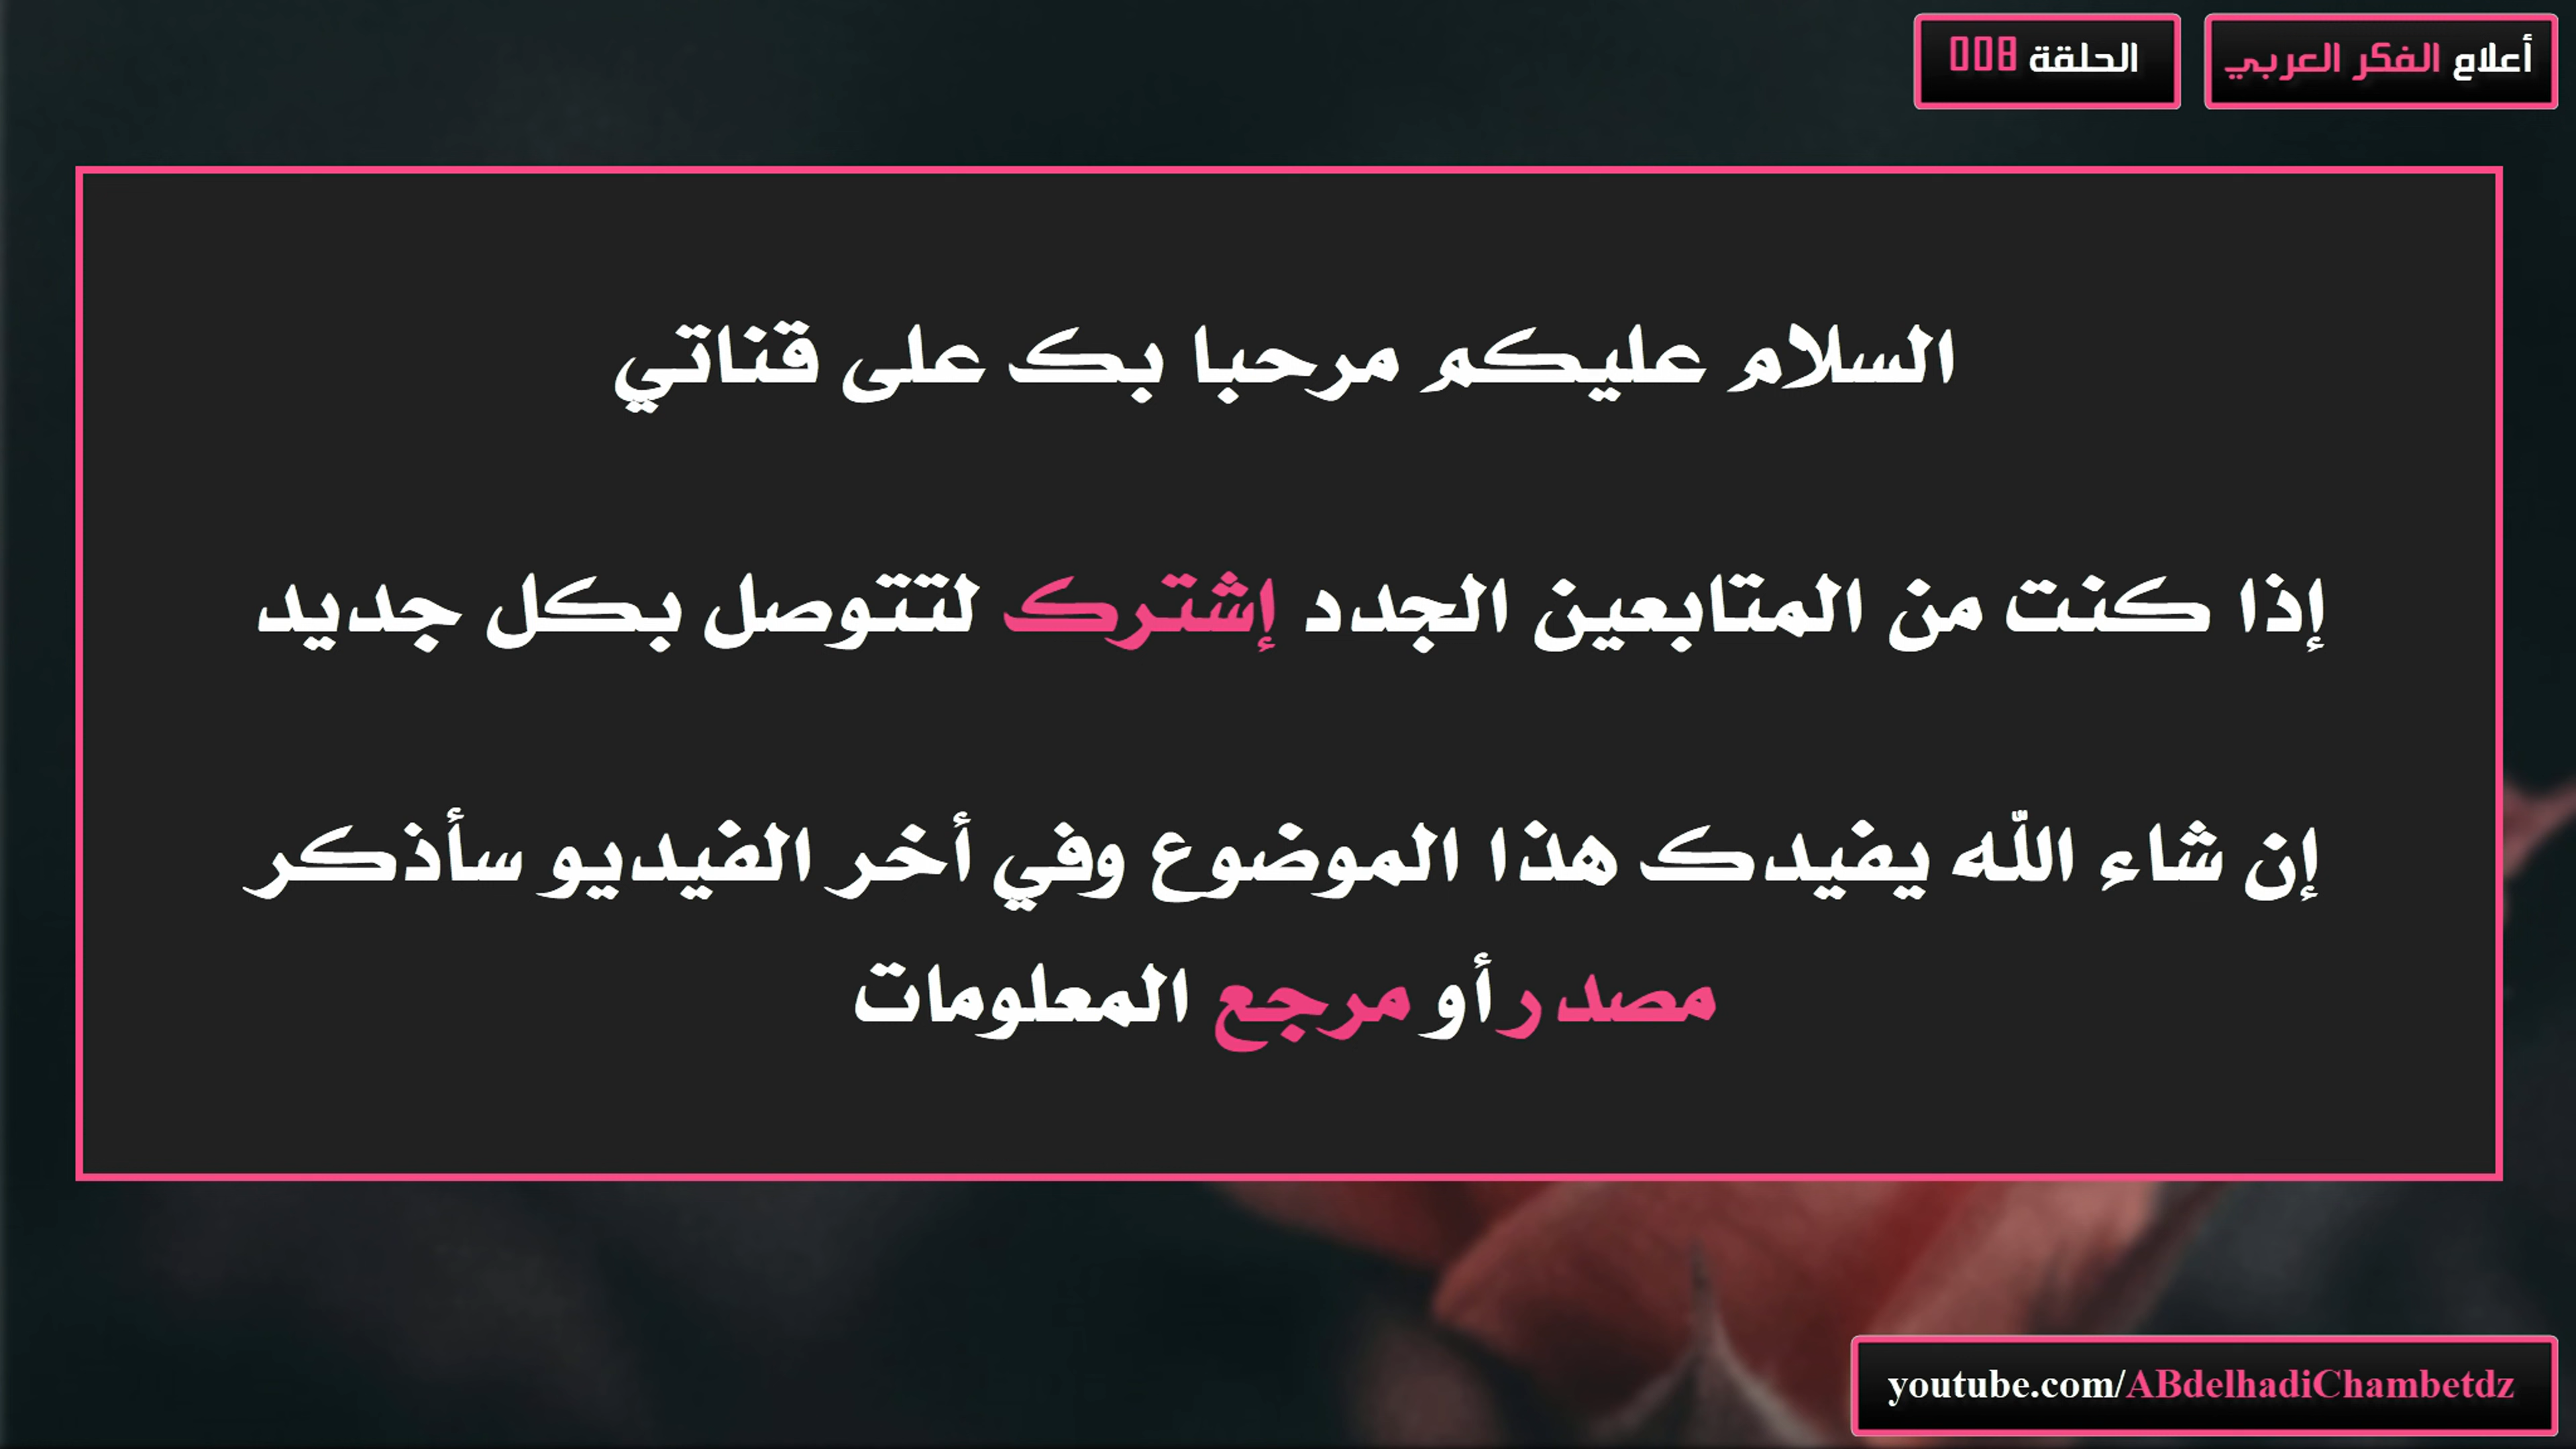 أعلام الفكر العربي
الحلقة 008
السلام عليكم مرحبا بك على قناتي
إذا كنت من المتابعين الجدد إشترك لتتوصل بكل جديد
إن شاء الله يفيدك هذا الموضوع وفي أخر الفيديو سأذكر
مصدر أو مرجع المعلومات
youtube.com/ABdelhadiChambetdz